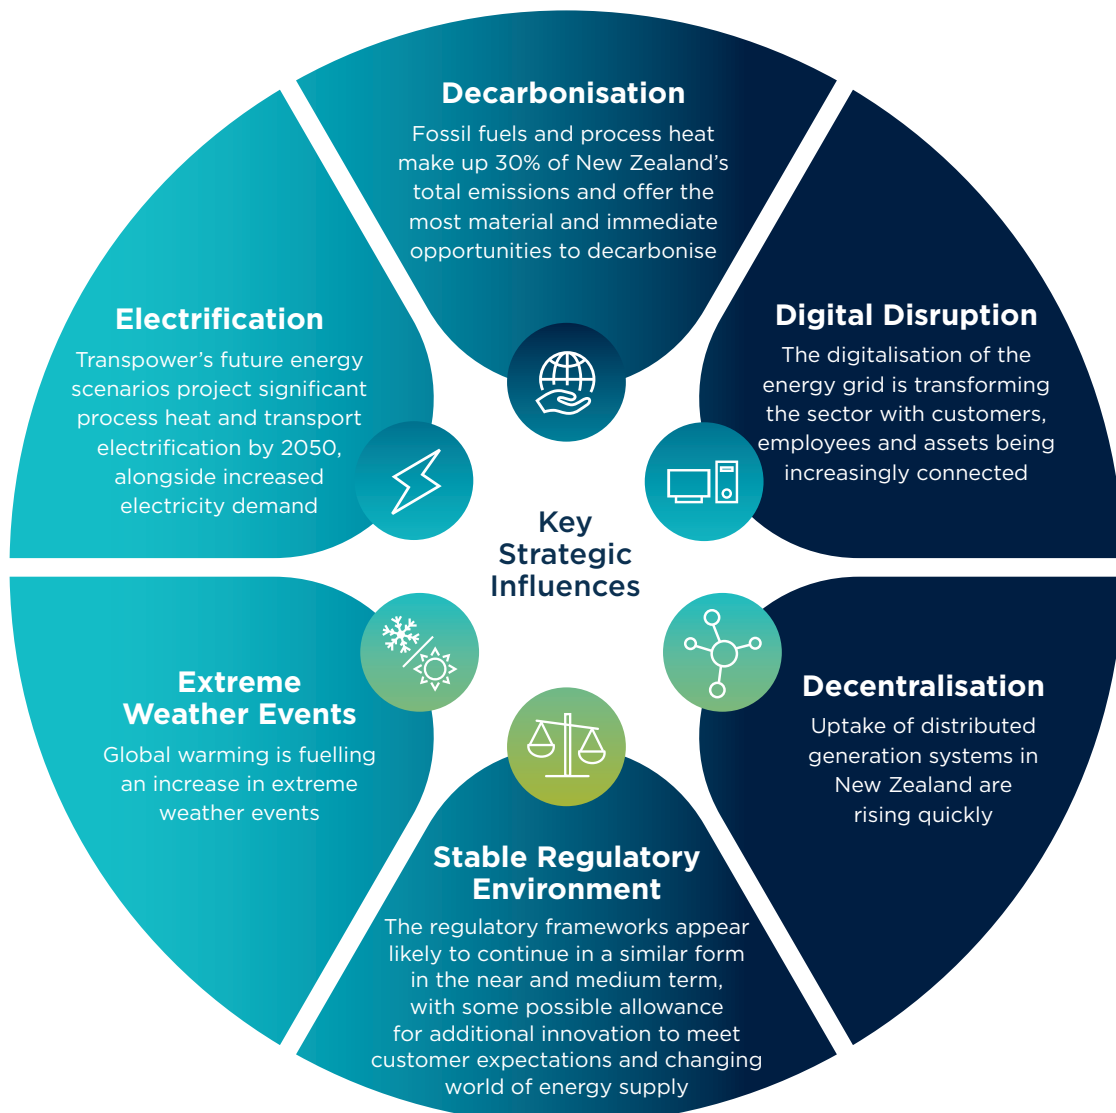 Decarbonisation
Fossil fuels and process heat
make up 30% of New Zealand's
total emissions and offer the
most material and immediate
opportunities to decarbonise
Digital Disruption
The digitalisation of the
energy grid is transforming
the sector with customers,
employees and assets being
increasingly connected
Decentralisation
Uptake of distributed
generation systems in
New Zealand are
rising quickly
Stable Regulatory
Environment
The regulatory frameworks appear
likely to continue in a similar form
in the near and medium term,
with some possible allowance
for additional innovation to meet
customer expectations and changing
world of energy supply
Extreme
Weather Events
Global warming is fuelling
an increase in extreme
weather events
Electrification
Transpower's future energy
scenarios project significant
process heat and transport
electrification by 2050,
alongside increased
electricity demand
Key
Strategic
Influences